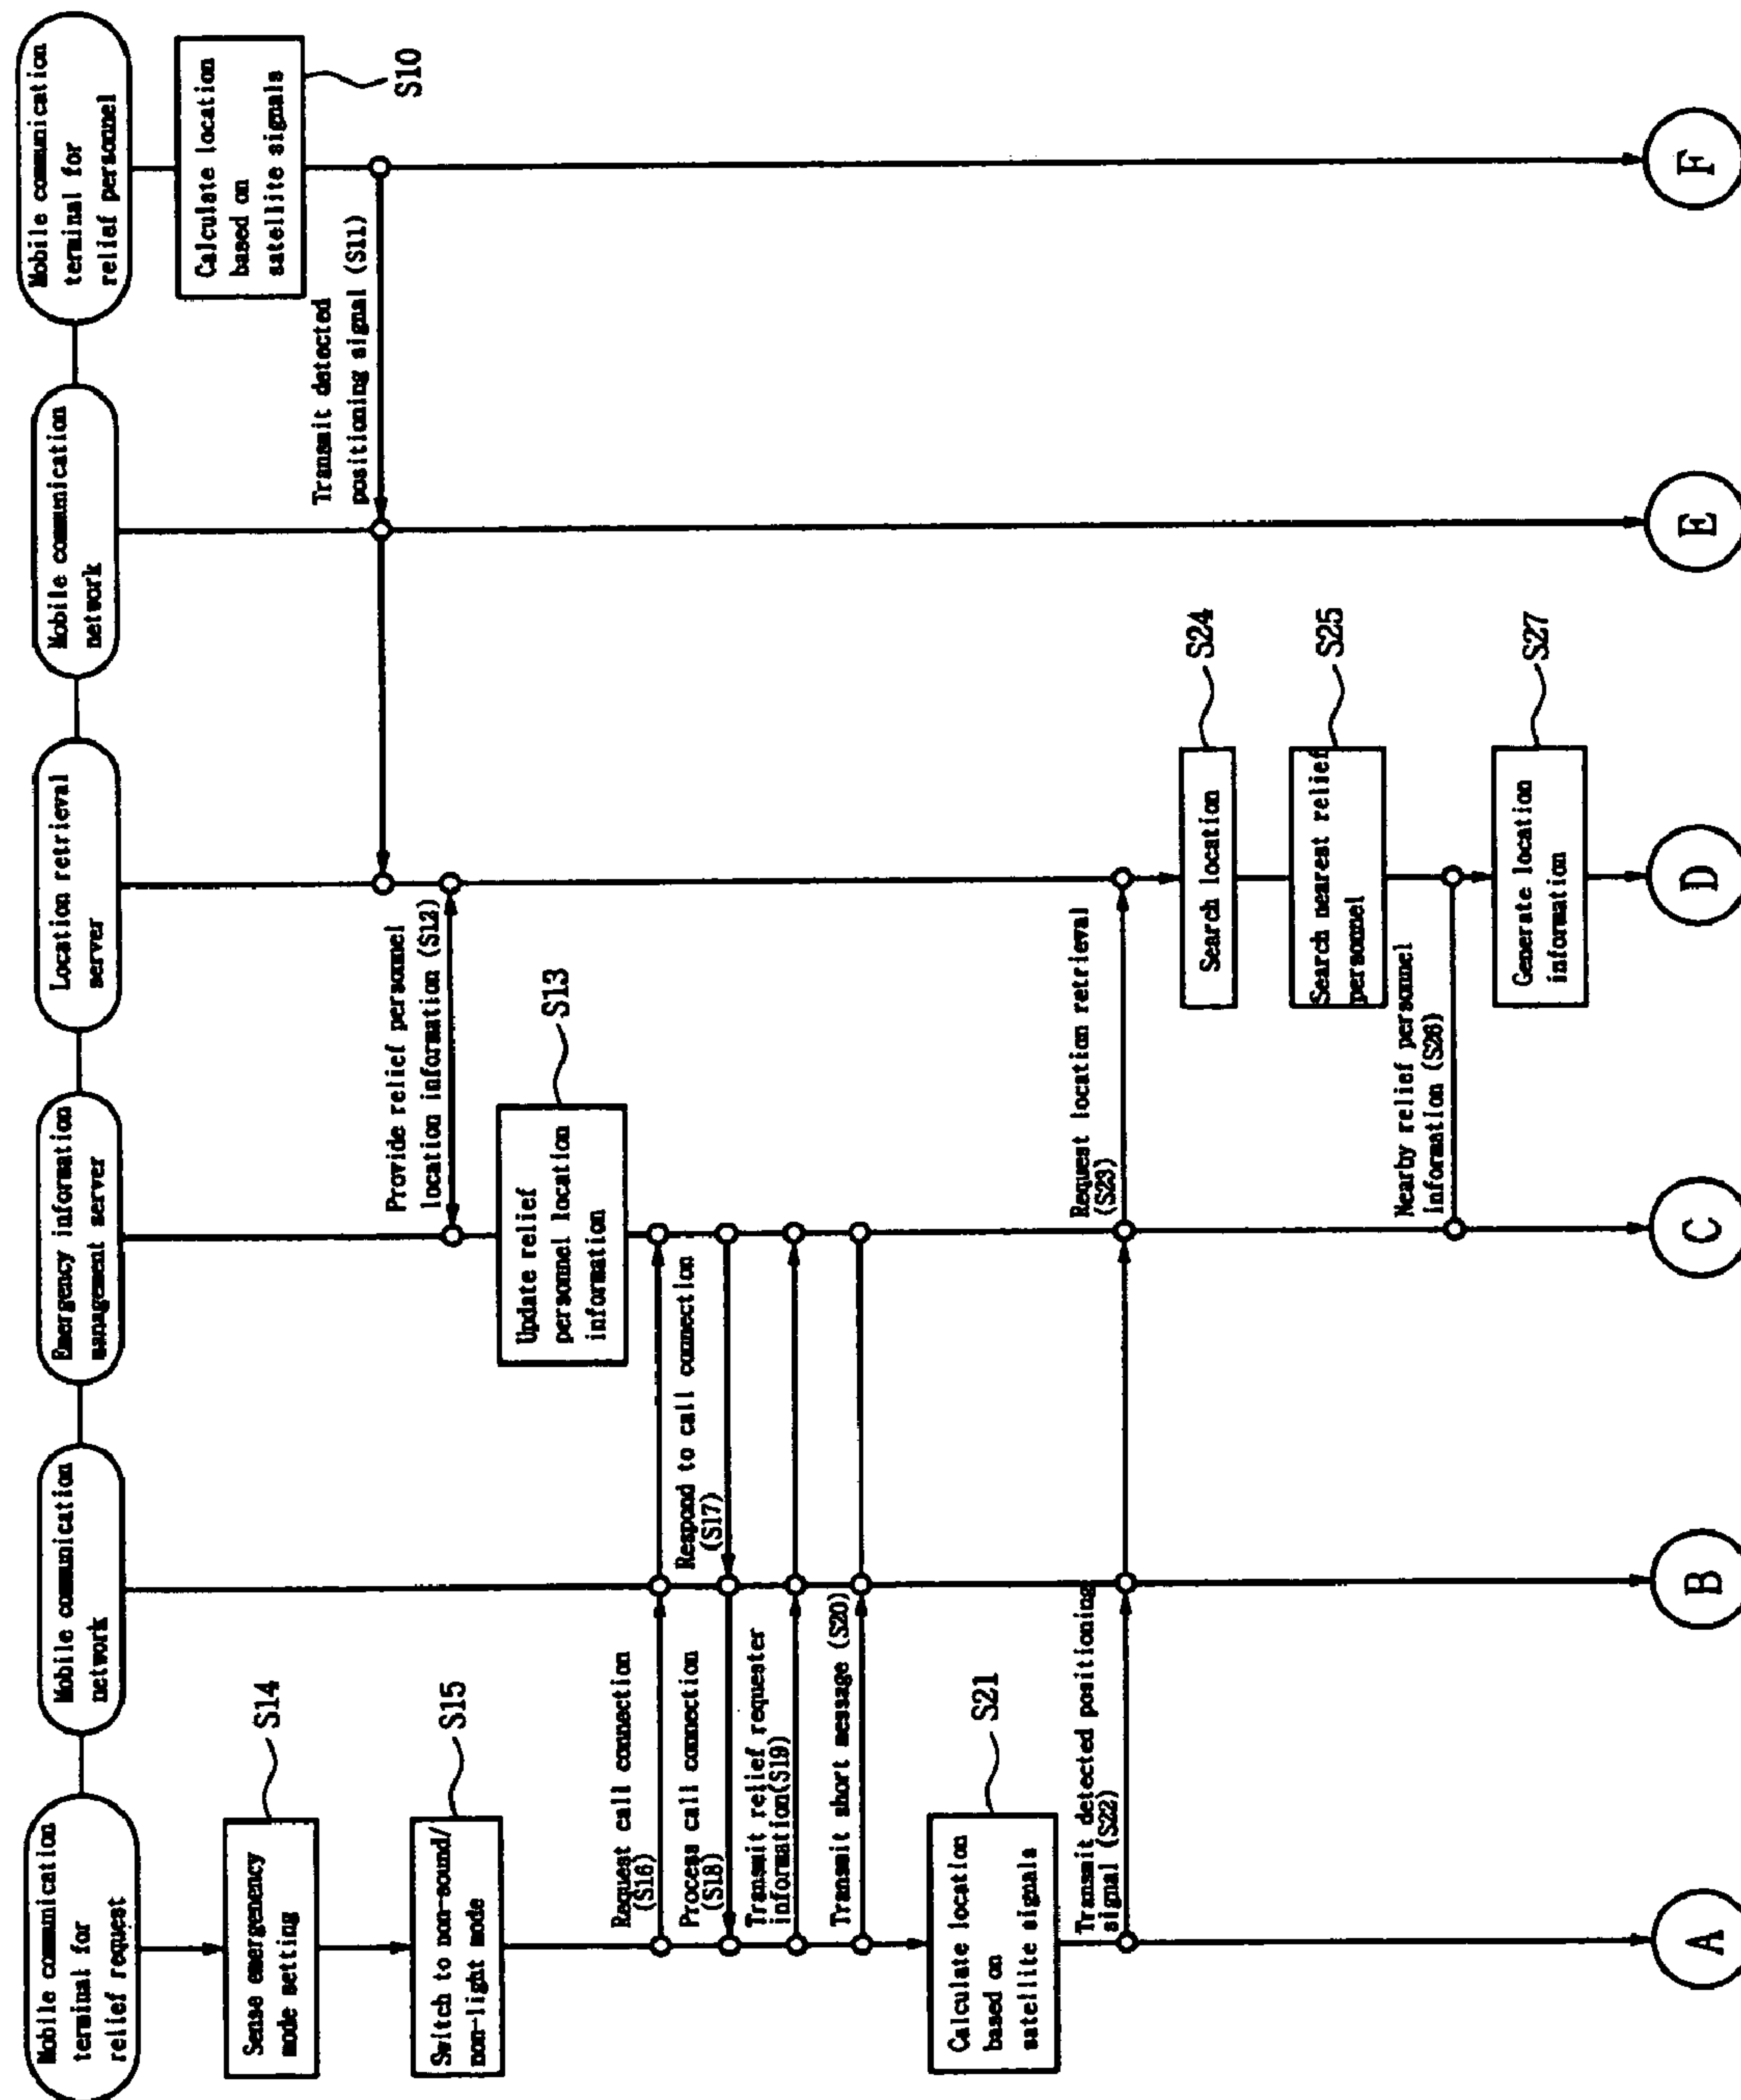 Mobile communication
terminal for
relief request
Mobile communication
network
Emergency information
management server
Location retrieval
server
Mobile communication
network
Mobile communication
terminal for
relief personnel
Calculate location
based on
satellite signals
S10
Transmit detected
positioning signal (S11)
Provide relief personnel
location information (S12)
Update relief
personnel location
information
S13
Sense emergenency
mode setting
S14
Switch to non-sound/
non-light mode
S15
Request call connection
(S16)
Respond to call connection
(S17)
Process call connection
(S18)
Transmit relief requester
information(S19)
Transmit short message (S20)
Calculate location
based on
satellite signals
S21
Transmit detected positioning
signal (S22)
Request location retrieval
(S23)
Search location
S24
Search nearest relief
personnel
S25
Nearby relief personnel
information (S26)
Generate location
information
S27
A
B
C
D
E
F